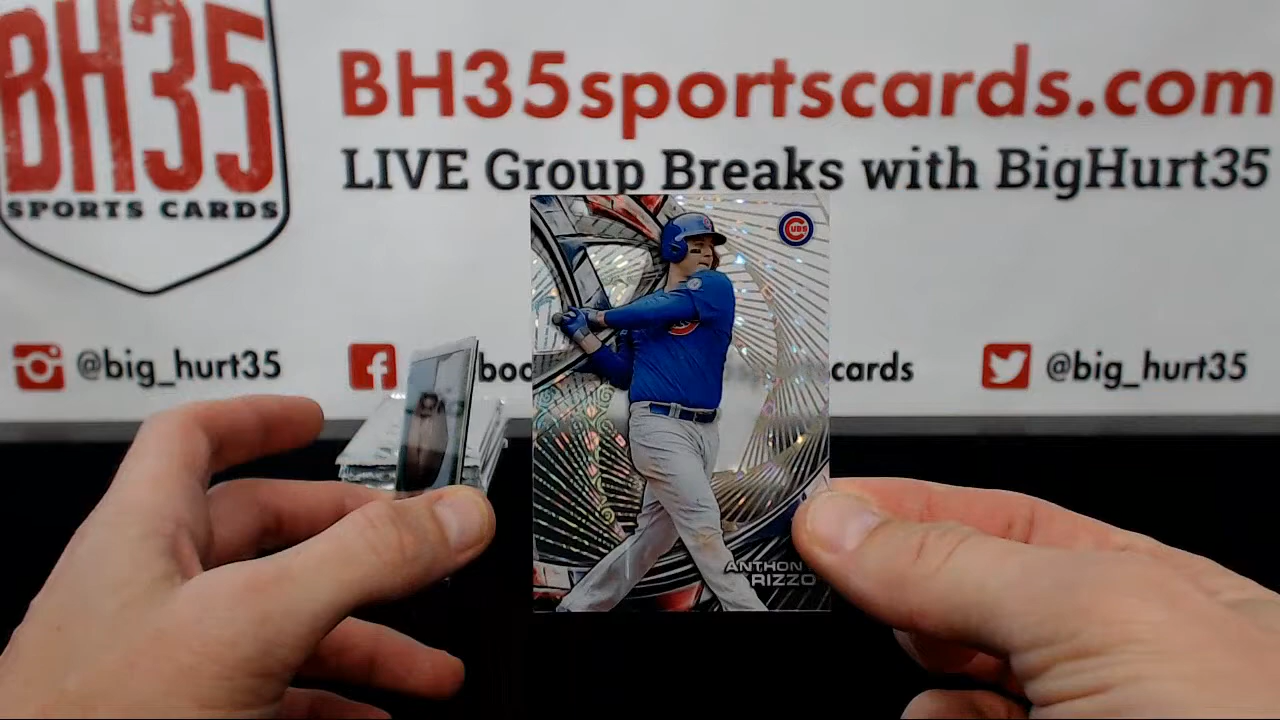 BH35
SPORTS CARDS
BH35sportscards.com
LIVE Group Breaks with BigHurt35
@big_hurt35
cards
@big_hurt35
CUBS
RIZZO